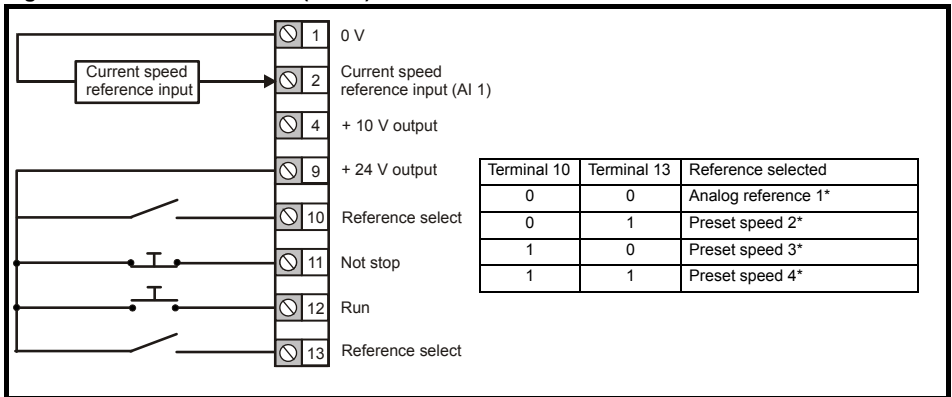 1 0 V
Current speed
reference input
2 Current speed
reference input (AI 1)
4 + 10 V output
9 + 24 V output
10 Reference select
11 Not stop
12 Run
13 Reference select
Terminal 10 Terminal 13 Reference selected
0 0 Analog reference 1*
0 1 Preset speed 2*
1 0 Preset speed 3*
1 1 Preset speed 4*